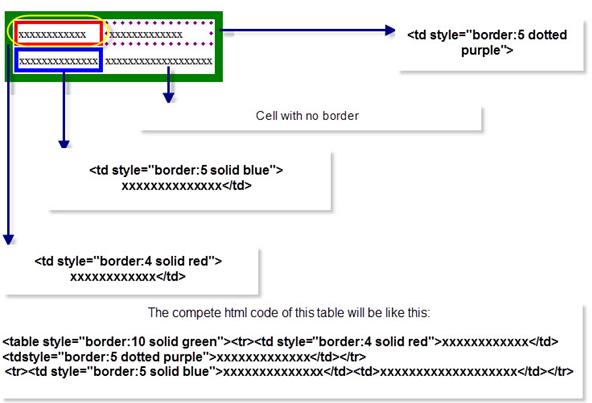 xxxxxxxxxxxx xxxxxxxxxxxxx
<td style="border:5 dotted
purple">
xxxxxxxxxxxxxx xxxxxxxxxxxxxxxxxxx
Cell with no border
<td style="border:5 solid blue">
xxxxxxxxxxxxxx</td>
<td style="border:4 solid red">
xxxxxxxxxxxx</td>
The compete html code of this table will be like this:
<table style="border:10 solid green"><tr><td style="border:4 solid red">xxxxxxxxxxxx</td>
<tdstyle="border:5 dotted purple">xxxxxxxxxxxxx</td></tr>
<tr><td style="border:5 solid blue">xxxxxxxxxxxxxx</td><td>xxxxxxxxxxxxxxxxxxx</td></tr>